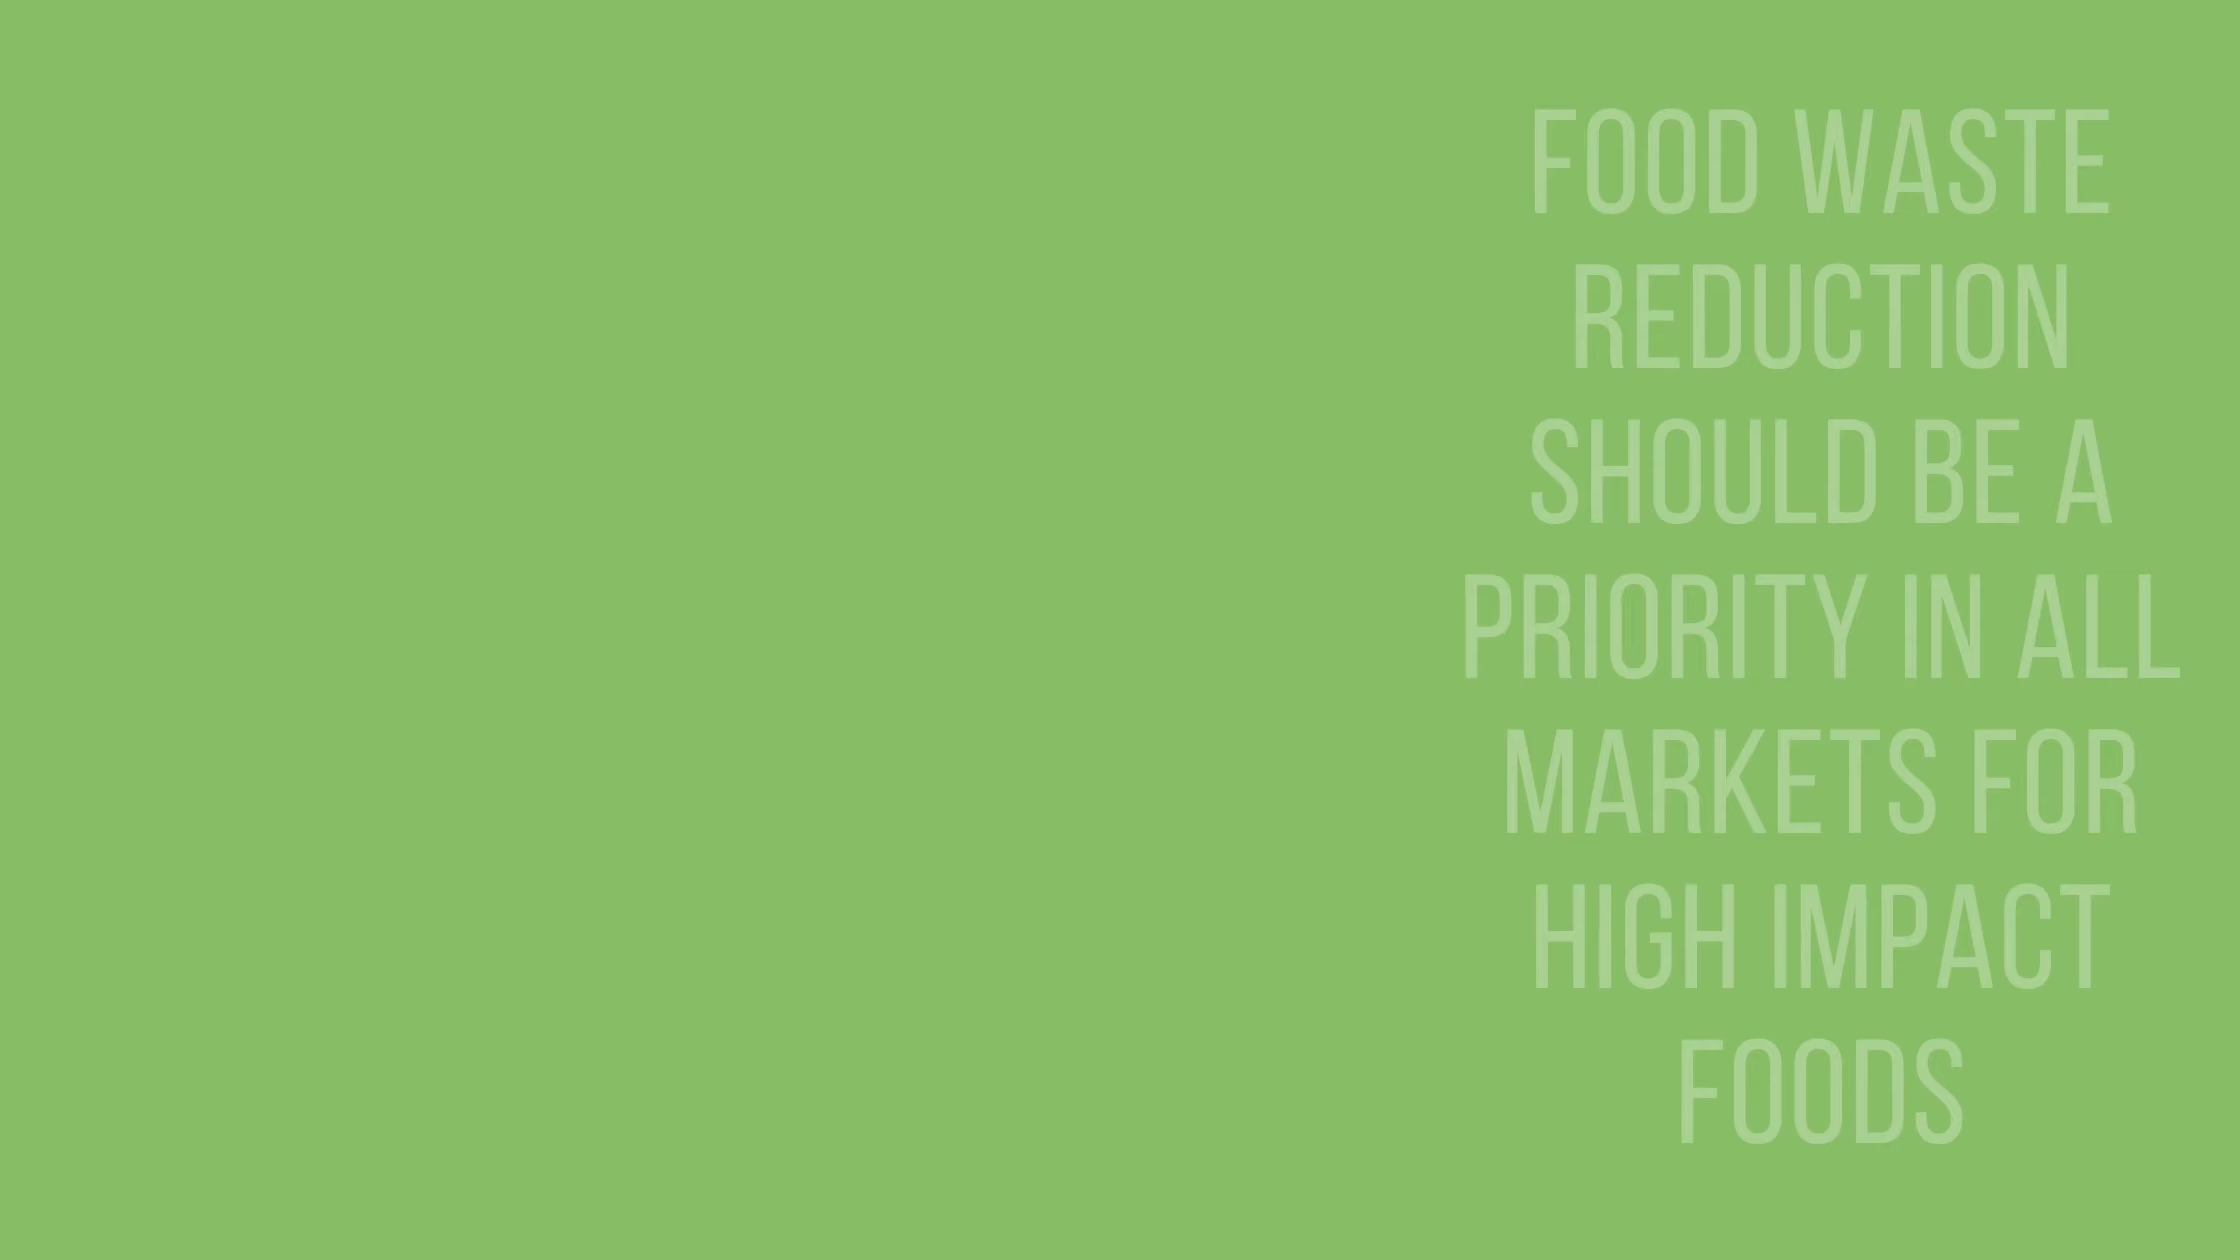 FOOD WASTE
REDUCTION
SHOULD BE A
PRIORITY IN ALL
MARKETS FOR
HIGH IMPACT
FOODS